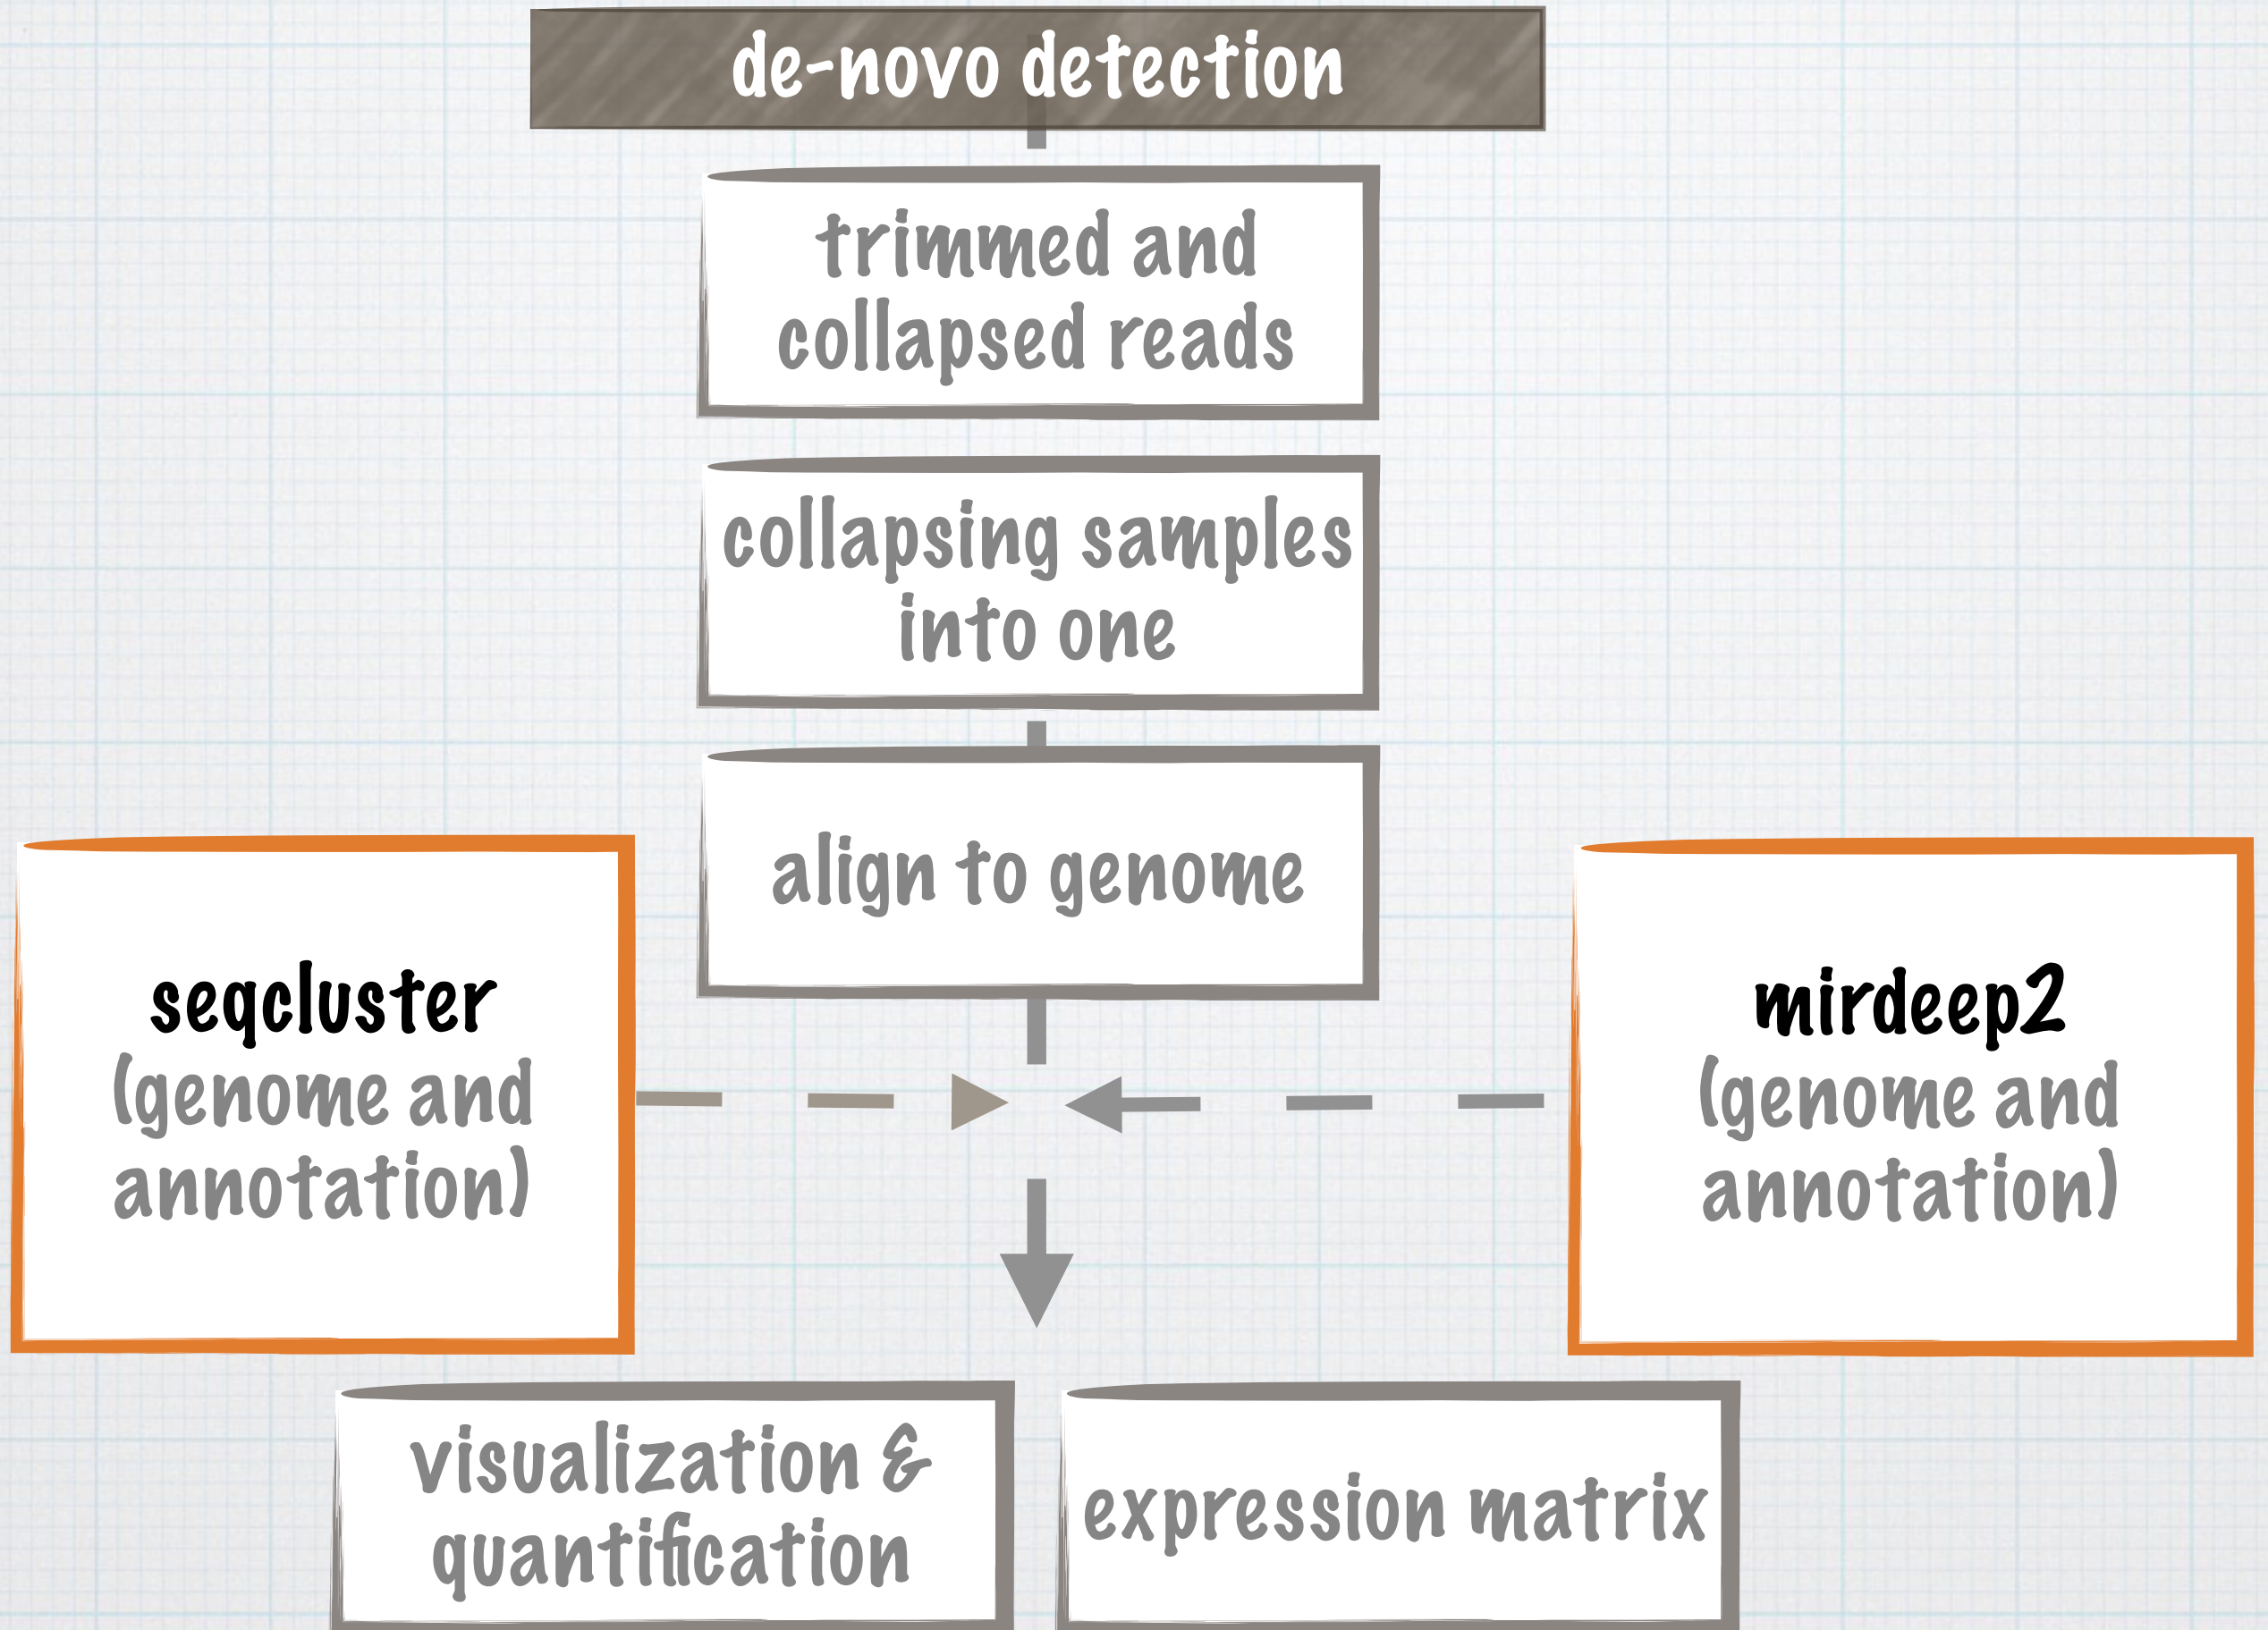 de-novo detection
trimmed and
collapsed reads
collapsing samples
into one
align to genome
seqcluster
(genome and
annotation)
mirdeep2
(genome and
annotation)
visualization &
quantification
expression matrix